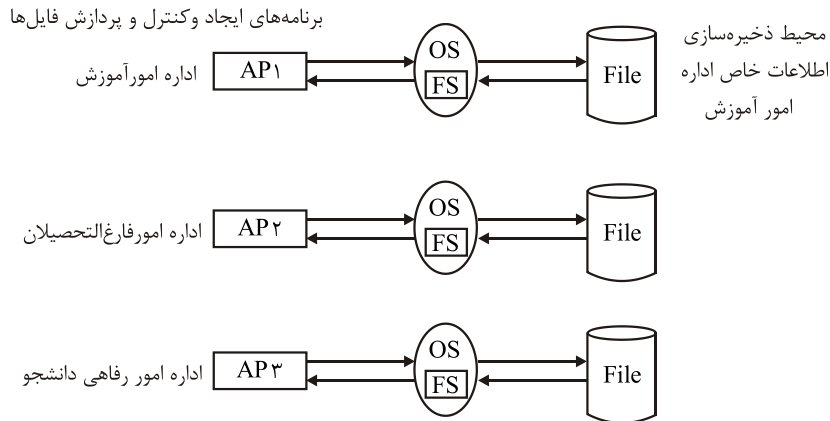 برنامه‌های ایجاد وکنترل و پردازش فایل‌ها
محیط ذخیره‌سازی
اطلاعات خاص اداره
امور آموزش
اداره امورآموزش
AP۱
OS
FS
File
اداره امورفارغ‌التحصیلان
AP۲
OS
FS
File
اداره امور رفاهی دانشجو
AP۳
OS
FS
File